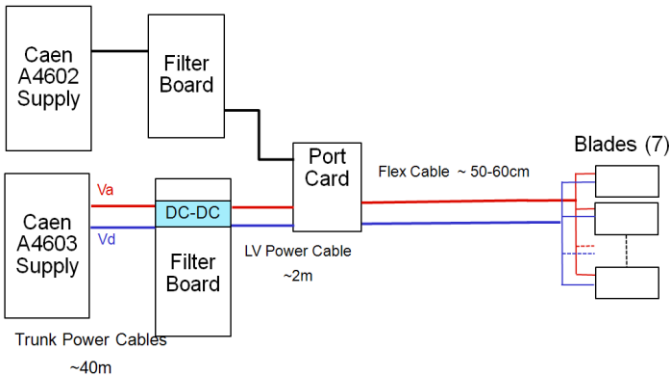 Caen
A4602
Supply
Filter
Board
Port
Card
Flex Cable ~ 50-60cm
Blades (7)
Va
Vd
Caen
A4603
Supply
DC-DC
Filter
Board
LV Power Cable
~2m
Trunk Power Cables
~40m